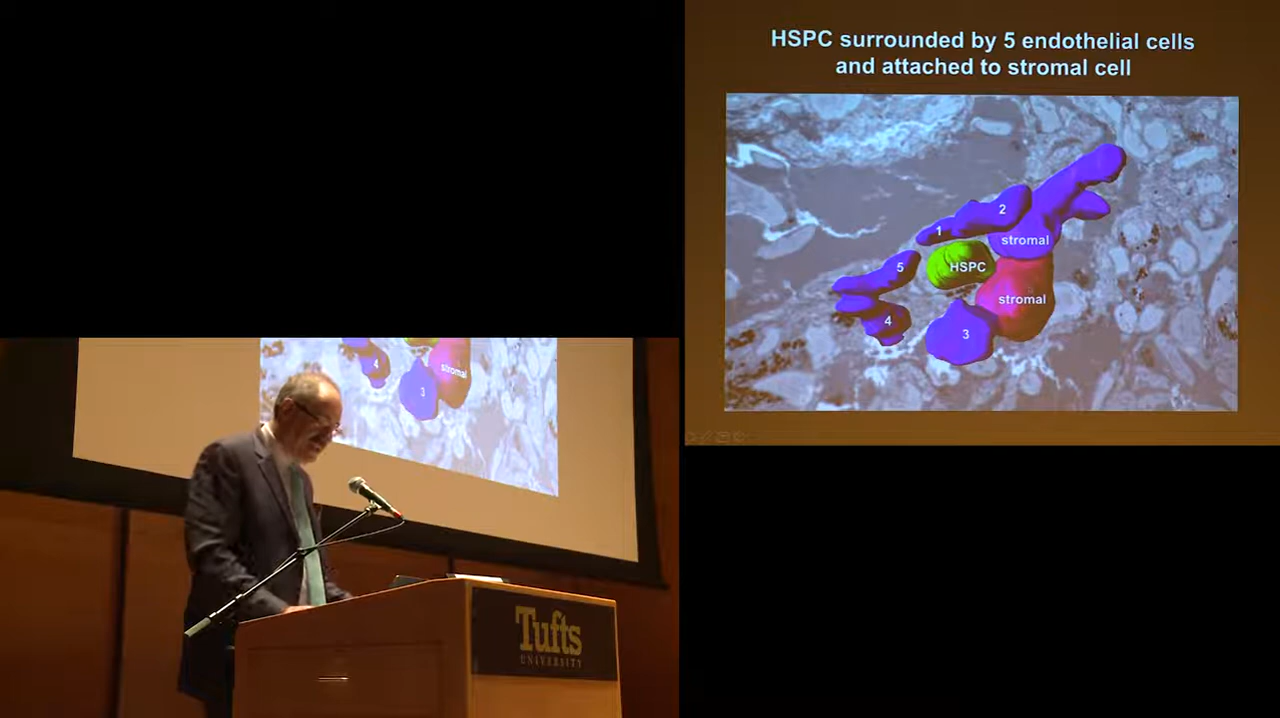 HSPC surrounded by 5 endothelial cells
and attached to stromal cell
2
1
stromal
5
HSPC
stromal
4
3
4
stromal
3
Tufts
UNIVERSITY